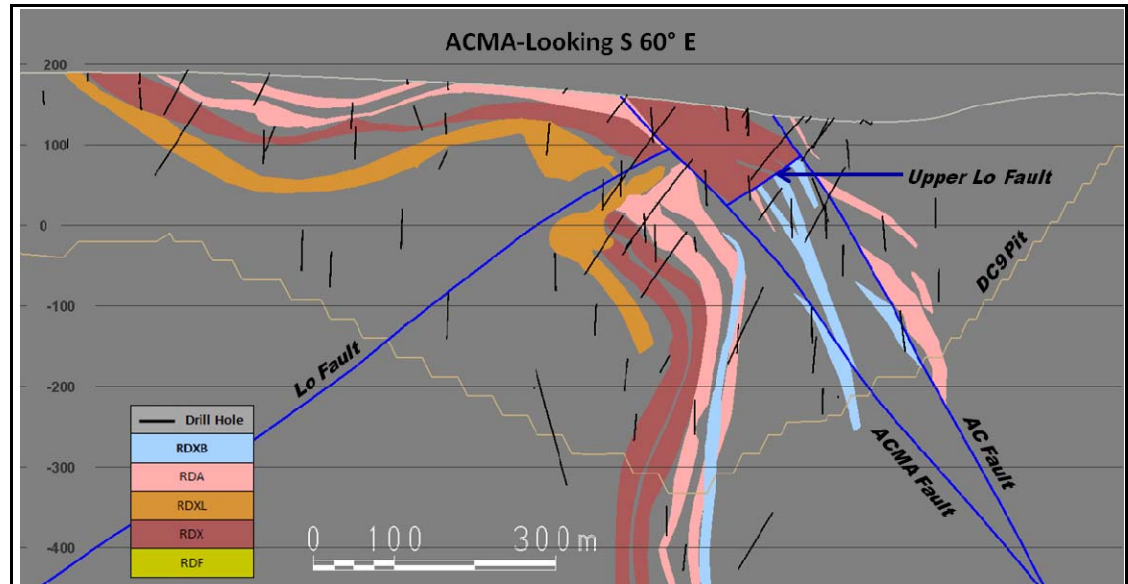 ACMA-Looking S 60° E
200
100
0
-100
-200
-300
-400
Upper Lo Fault
DC9Pit
Lo Fault
ACMA Fault
AC Fault
Drill Hole
RDXB
RDA
RDXL
RDX
RDF
0 100 300m